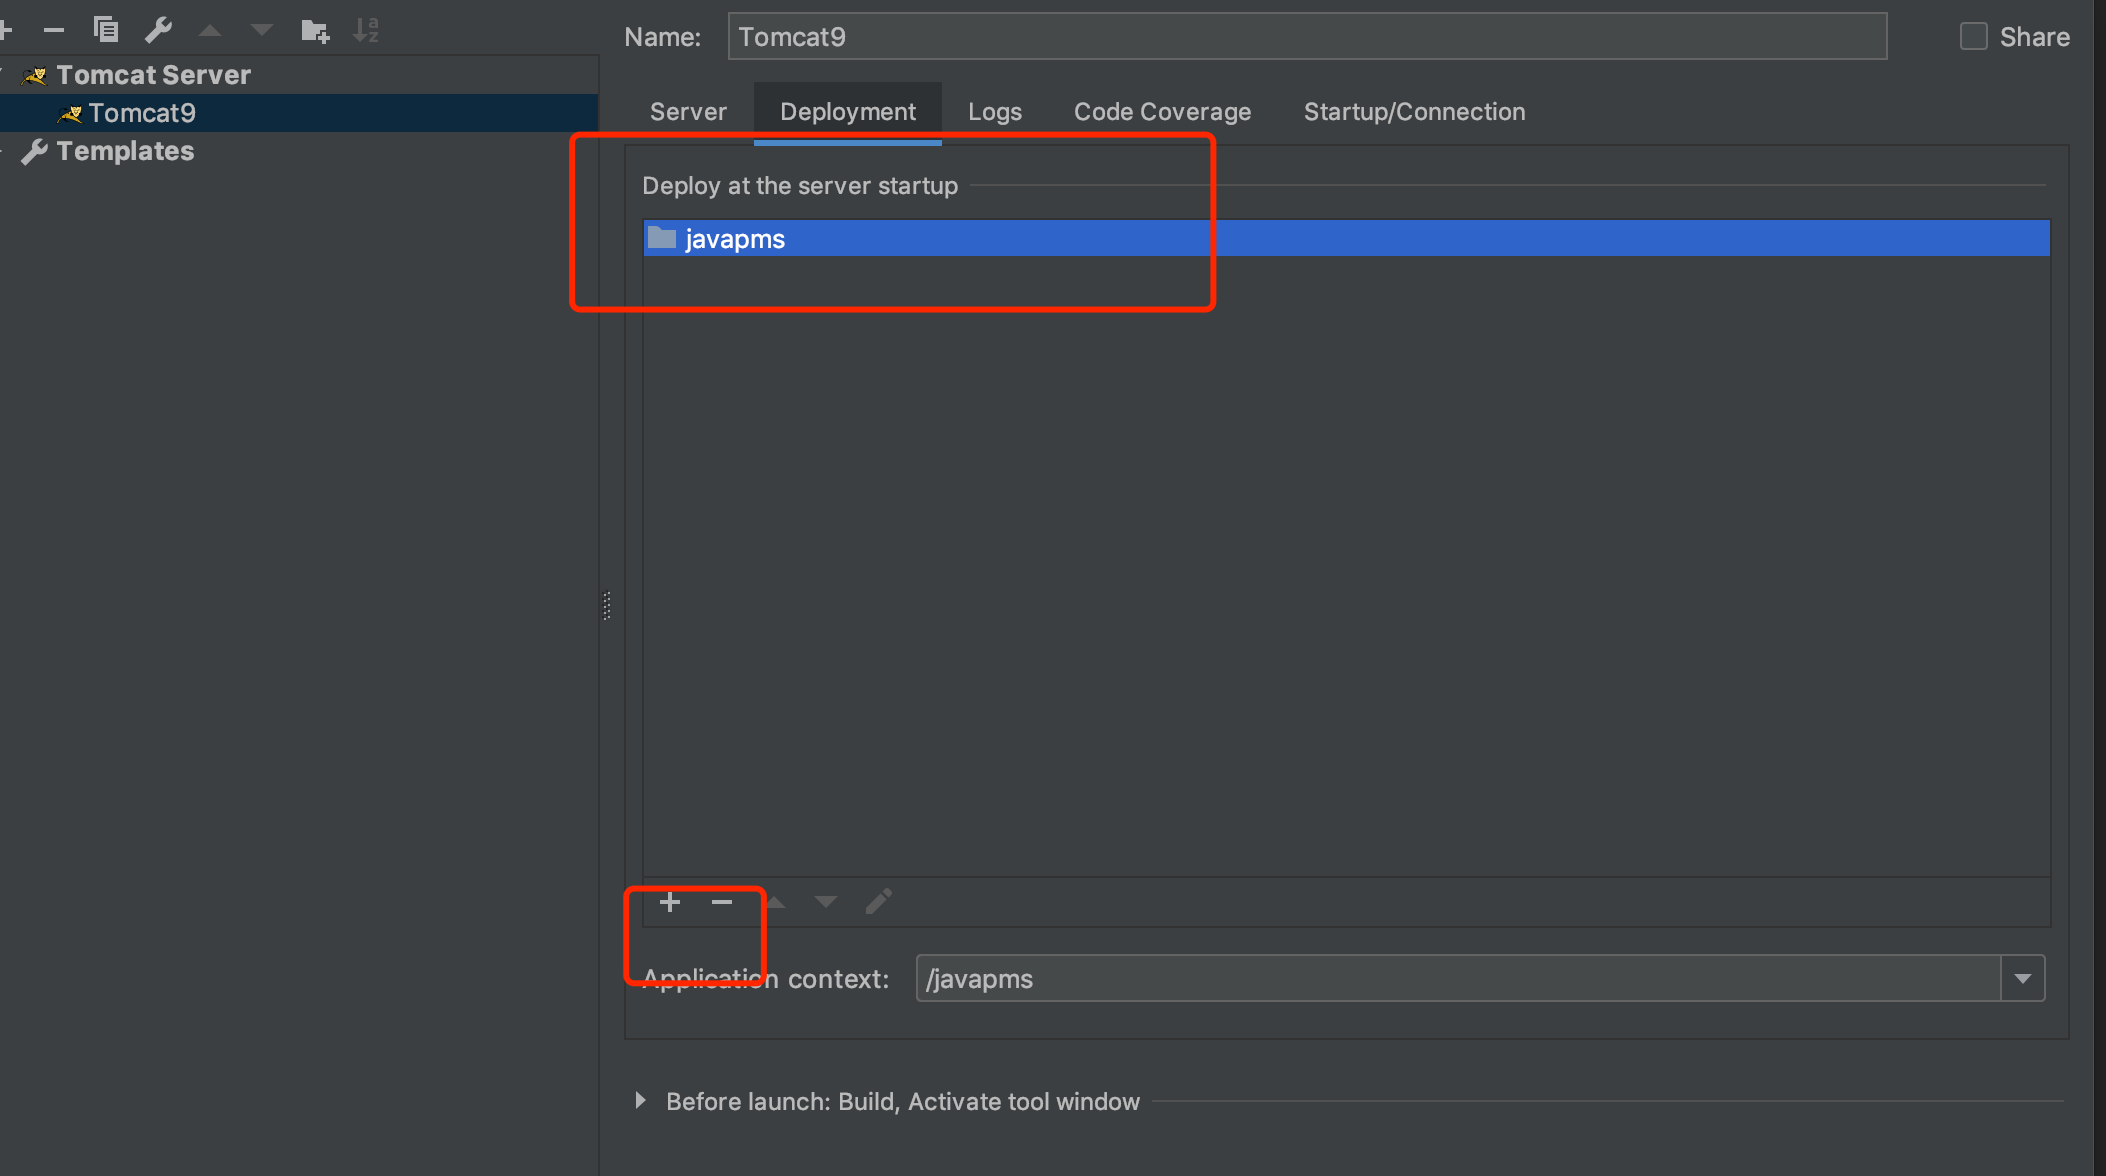 Name: Tomcat9 Share
Tomcat Server
Tomcat9
Templates
Server Deployment Logs Code Coverage Startup/Connection
Deploy at the server startup
javapms
Application context: /javapms
Before launch: Build, Activate tool window